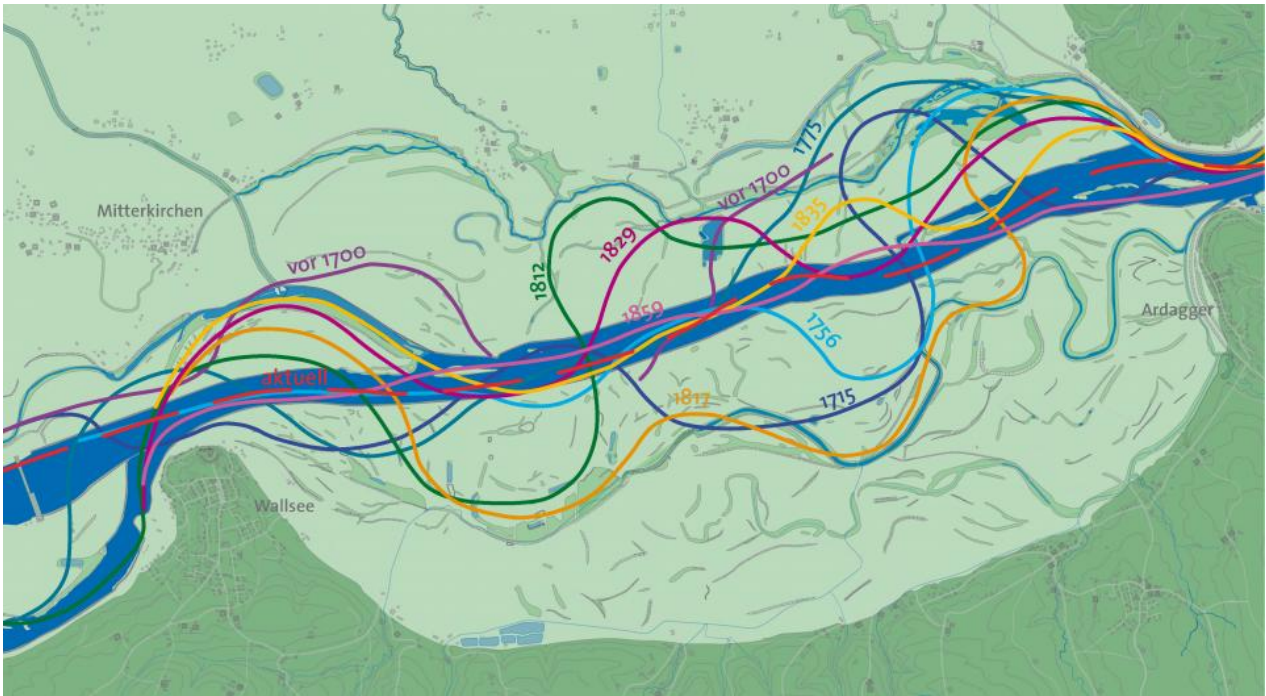 1775
vor 1700
Mitterkirchen
1835
1829
vor 1700
1812
1859
Ardagger
1756
aktuell
1817
1715
Wallsee